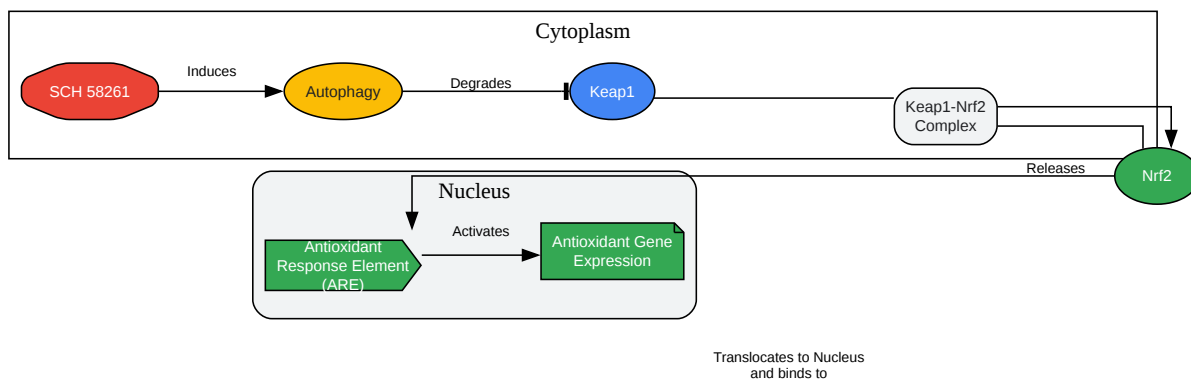 Cytoplasm
Induces
SCH 58261
Autophagy
Degrades
Keap1
Keap1-Nrf2
Complex
Releases
Nrf2
Nucleus
Antioxidant
Response Element
(ARE)
Activates
Antioxidant Gene
Expression
Translocates to Nucleus
and binds to